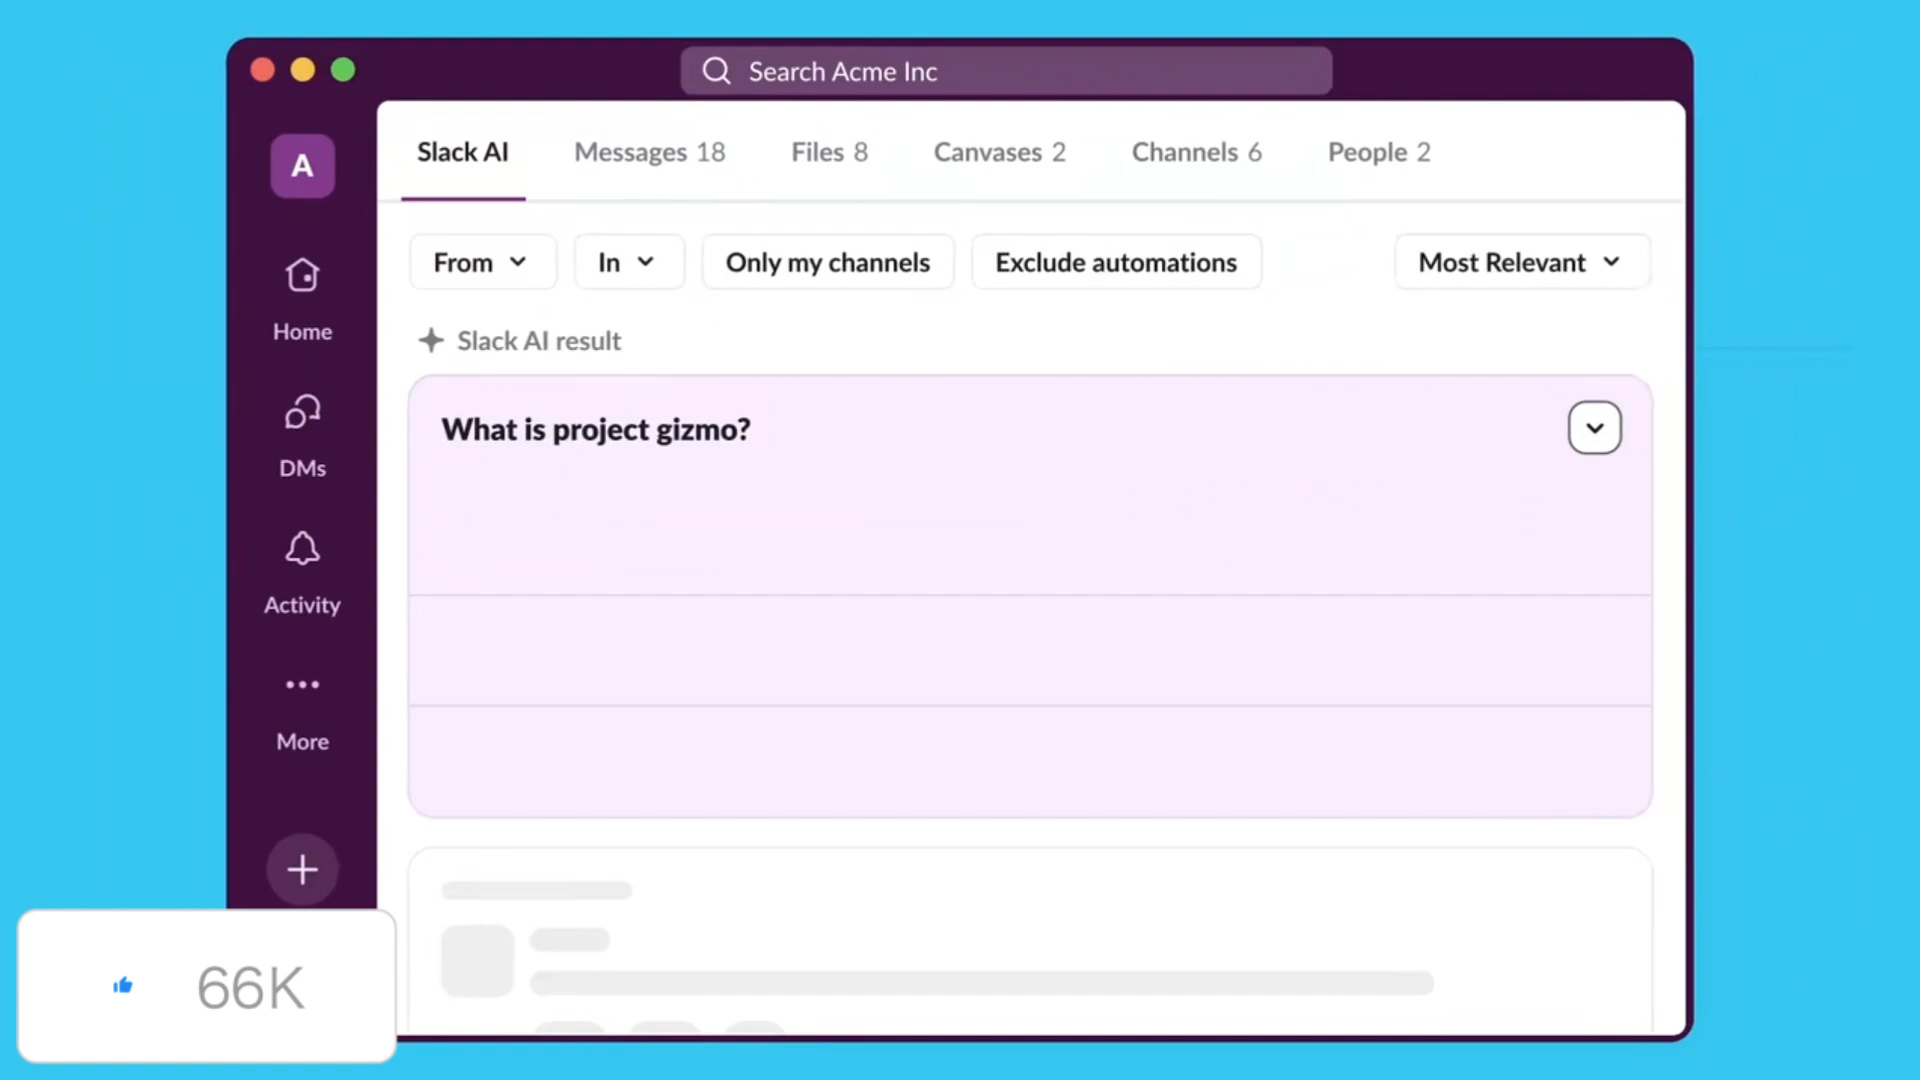 Search Acme Inc
A
Slack AI
Messages 18
Files 8
Canvases 2
Channels 6
People 2
From
In
Only my channels
Exclude automations
Most Relevant
Home
Slack AI result
What is project gizmo?
DMs
Activity
More
66K